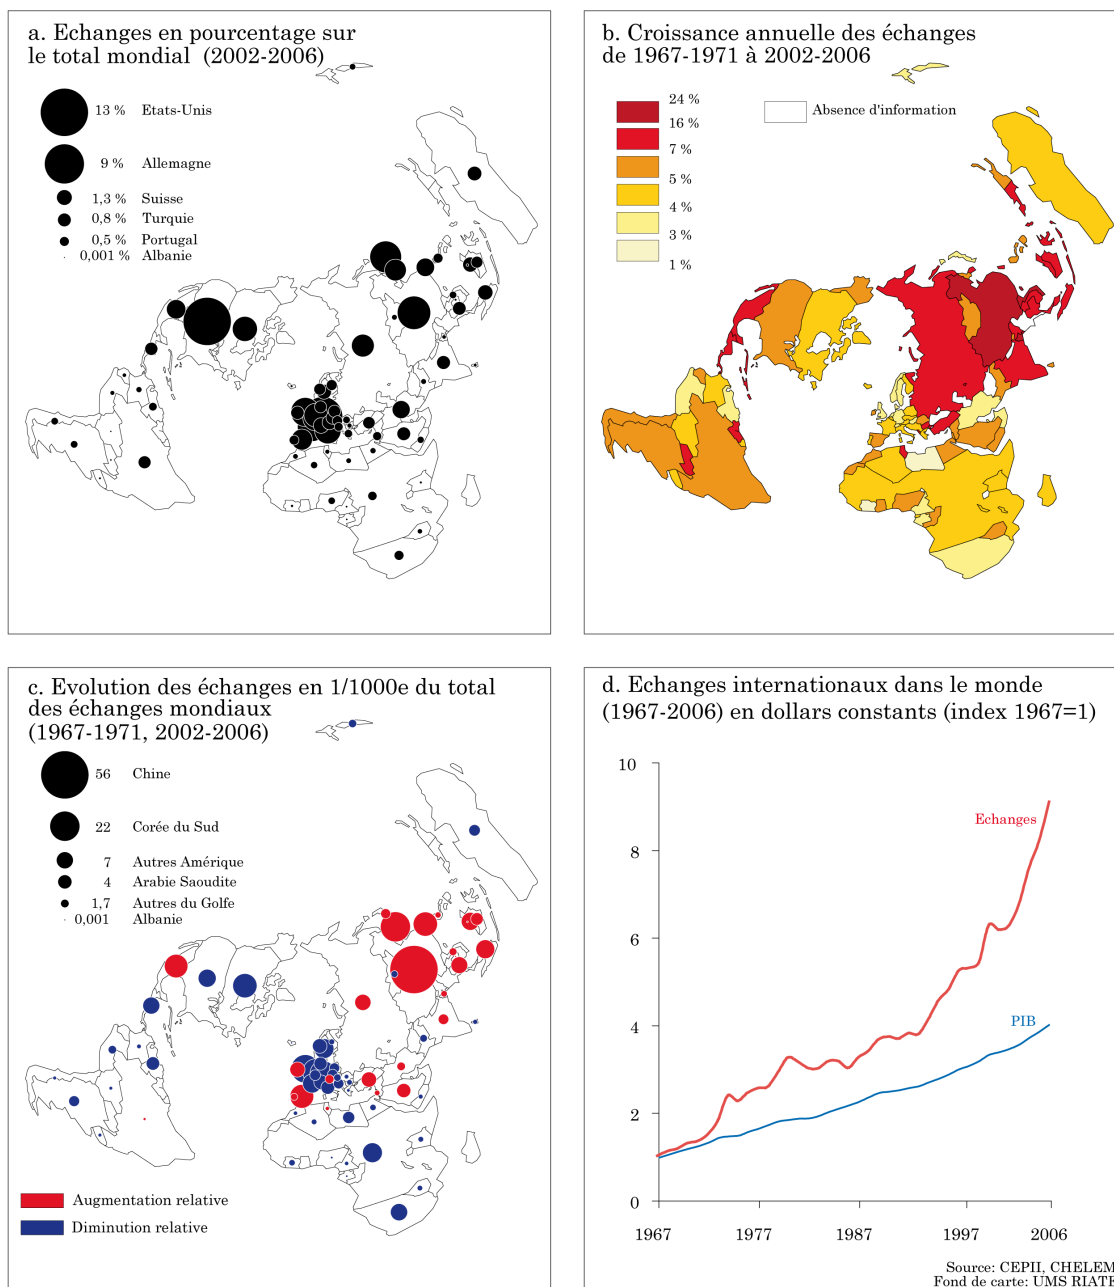 a. Echanges en pourcentage sur
le total mondial (2002-2006)
13 % Etats-Unis
9 % Allemagne
1,3 % Suisse
0,8 % Turquie
0,5 % Portugal
0,001 % Albanie
b. Croissance annuelle des échanges
de 1967-1971 à 2002-2006
24 %
16 %
7 %
5 %
4 %
3 %
1 %
Absence d'information
c. Evolution des échanges en 1/1000e du total
des échanges mondiaux
(1967-1971, 2002-2006)
56 Chine
22 Corée du Sud
7 Autres Amérique
4 Arabie Saoudite
1,7 Autres du Golfe
0,001 Albanie
Augmentation relative
Diminution relative
d. Echanges internationaux dans le monde
(1967-2006) en dollars constants (index 1967=1)
10
8
6
4
2
0
Echanges
PIB
1967 1977 1987 1997 2006
Source: CEPII, CHELEM
Fond de carte: UMS RIATE